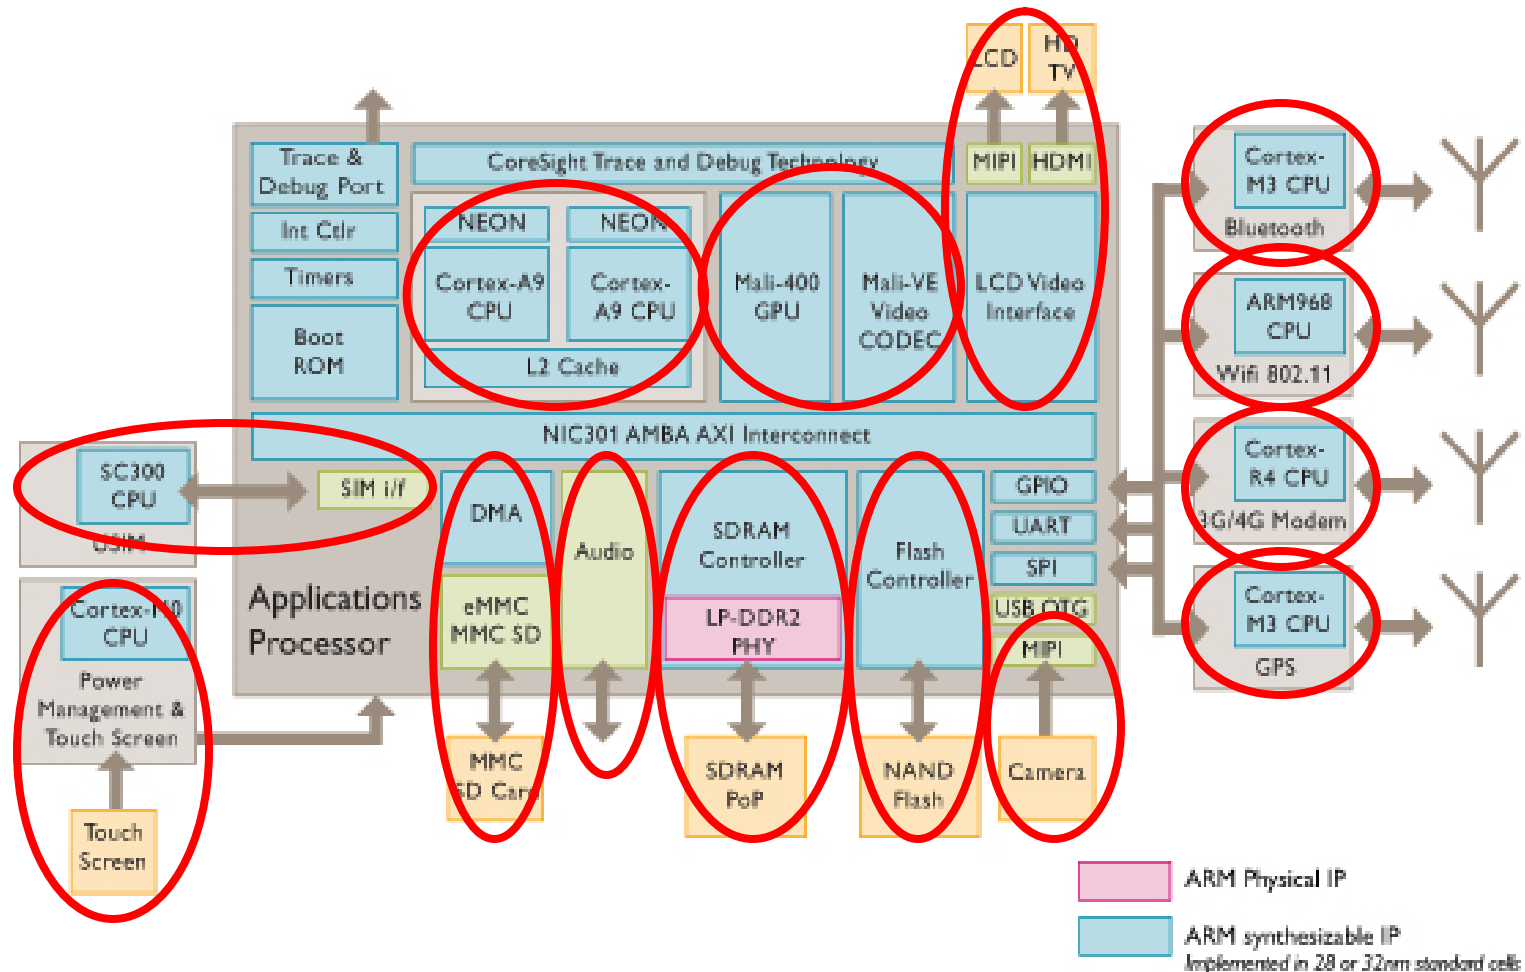 LCD
HD
TV
Trace &
Debug Port
CoreSight Trace and Debug Technology
MIPI
HDMI
Int Ctlr
Timers
Boot
ROM
NEON
NEON
Cortex-A9
CPU
Cortex-
A9 CPU
L2 Cache
Mali-400
GPU
Mali-VE
Video
CODEC
LCD Video
Interface
Cortex-
M3 CPU
Bluetooth
ARM968
CPU
Wifi 802.11
Cortex-
R4 CPU
3G/4G Modem
Cortex-
M3 CPU
GPS
NIC301 AMBA AXI Interconnect
SC300
CPU
USIM
SIM i/f
DMA
eMMC
MMC SD
Audio
SDRAM
Controller
LP-DDR2
PHY
Flash
Controller
GPIO
UART
SPI
USB OTG
MIPI
Applications
Processor
Cortex-M0
CPU
Power
Management &
Touch Screen
Touch
Screen
MMC
SD Card
SDRAM
PoP
NAND
Flash
Camera
ARM Physical IP
ARM synthesizable IP
Implemented in 28 or 32nm standard cells